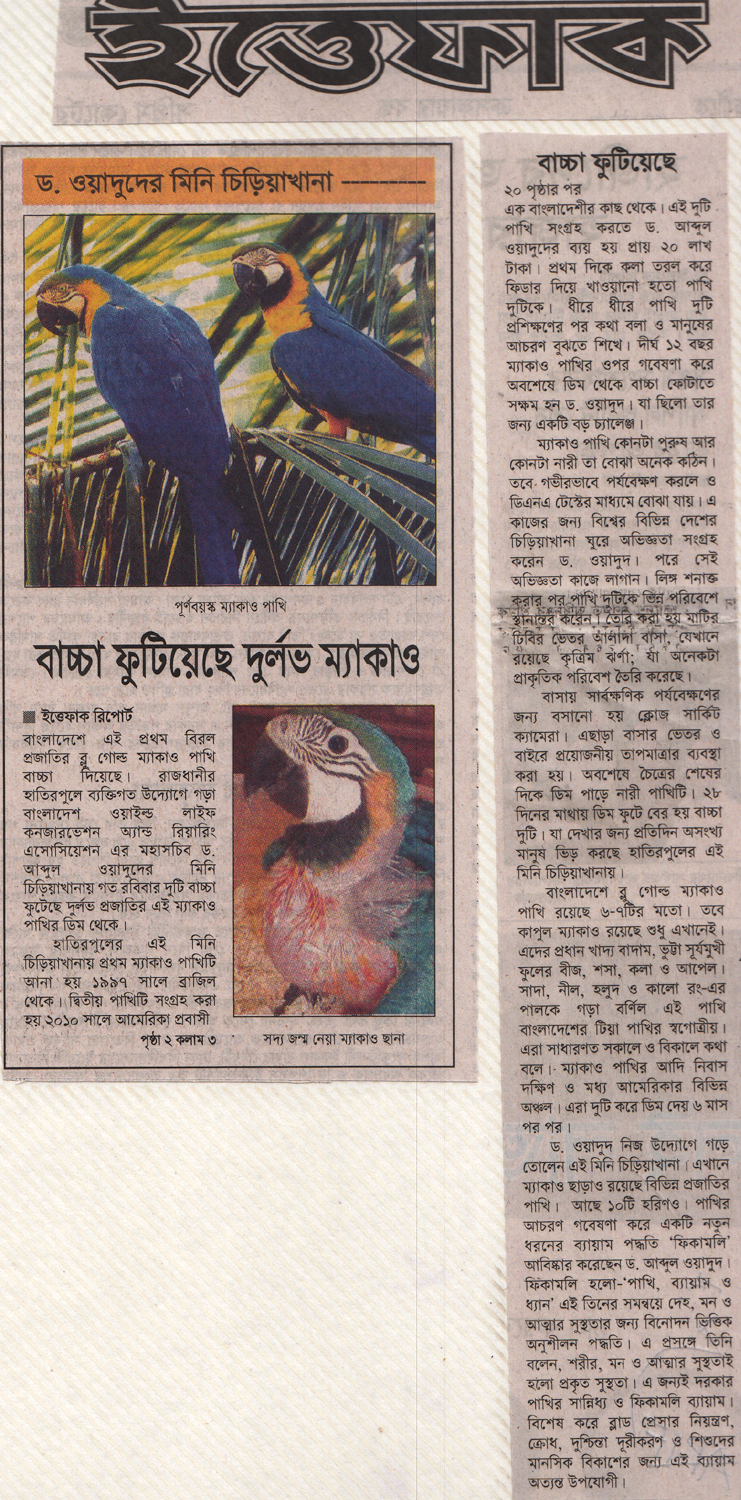 ইত্তেফাক
ড. ওয়াদুদের মিনি চিড়িয়াখানা ---------
পূর্ণবয়স্ক ম্যাকাও পাখি
বাচ্চা ফুটিয়েছে দুর্লভ ম্যাকাও
ইত্তেফাক রিপোর্ট
বাংলাদেশে এই প্রথম বিরল
প্রজাতির ব্লু গোল্ড ম্যাকাও পাখি
বাচ্চা দিয়েছে। রাজধানীর
হাতিরপুলে ব্যক্তিগত উদ্যোগে গড়া
বাংলাদেশ ওয়াইল্ড লাইফ
কনজারভেশন অ্যান্ড রিয়ারিং
এসোসিয়েশন এর মহাসচিব ড.
আব্দুল ওয়াদুদের মিনি
চিড়িয়াখানায় গত রবিবার দুটি বাচ্চা
ফুটেছে দুর্লভ প্রজাতির এই ম্যাকাও
পাখির ডিম থেকে।
হাতিরপুলের এই মিনি
চিড়িয়াখানায় প্রথম ম্যাকাও পাখিটি
আনা হয় ১৯৯৭ সালে ব্রাজিল
থেকে। দ্বিতীয় পাখিটি সংগ্রহ করা
হয় ২০১০ সালে আমেরিকা প্রবাসী
পৃষ্ঠা ২ কলাম ৩
সদ্য জন্ম নেয়া ম্যাকাও ছানা
বাচ্চা ফুটিয়েছে
২০ পৃষ্ঠার পর
এক বাংলাদেশীর কাছ থেকে। এই দুটি
পাখি সংগ্রহ করতে ড. আব্দুল
ওয়াদুদের ব্যয় হয় প্রায় ২০ লাখ
টাকা। প্রথম দিকে কলা তরল করে
ফিডার দিয়ে খাওয়ানো হতো পাখি
দুটিকে। ধীরে ধীরে পাখি দুটি
প্রশিক্ষণের পর কথা বলা ও মানুষের
আচরণ বুঝতে শিখে। দীর্ঘ ১২ বছর
ম্যাকাও পাখির ওপর গবেষণা করে
অবশেষে ডিম থেকে বাচ্চা ফোটাতে
সক্ষম হন ড. ওয়াদুদ। যা ছিলো তার
জন্য একটি বড় চ্যালেঞ্জ।
ম্যাকাও পাখি কোনটা পুরুষ আর
কোনটা নারী তা বোঝা অনেক কঠিন।
তবে গভীরভাবে পর্যবেক্ষণ করলে ও
ডিএনএ টেস্টের মাধ্যমে বোঝা যায়। এ
কাজের জন্য বিশ্বের বিভিন্ন দেশের
চিড়িয়াখানা ঘুরে অভিজ্ঞতা সংগ্রহ
করেন ড. ওয়াদুদ। পরে সেই
অভিজ্ঞতা কাজে লাগান। লিঙ্গ শনাক্ত
করার পর পাখি দুটিকে ভিন্ন পরিবেশে
স্থানান্তর করেন। তৈরি করা হয় মাটির
ঢিবির ভেতর আলাদা বাসা, যেখানে
রয়েছে কৃত্রিম ঝর্ণা; যা অনেকটা
প্রাকৃতিক পরিবেশ তৈরি করেছে।
বাসায় সার্বক্ষণিক পর্যবেক্ষণের
জন্য বসানো হয় ক্লোজ সার্কিট
ক্যামেরা। এছাড়া বাসার ভেতর ও
বাইরে প্রয়োজনীয় তাপমাত্রার ব্যবস্থা
করা হয়। অবশেষে চৈত্রের শেষের
দিকে ডিম পাড়ে নারী পাখিটি। ২৮
দিনের মাথায় ডিম ফুটে বের হয় বাচ্চা
দুটি। যা দেখার জন্য প্রতিদিন অসংখ্য
মানুষ ভিড় করছে হাতিরপুলের এই
মিনি চিড়িয়াখানায়।
বাংলাদেশে ব্লু গোল্ড ম্যাকাও
পাখি রয়েছে ৬-৭টির মতো। তবে
কাপুল ম্যাকাও রয়েছে শুধু এখানেই।
এদের প্রধান খাদ্য বাদাম, ভুট্টা সূর্যমুখী
ফুলের বীজ, শসা, কলা ও আপেল।
সাদা, নীল, হলুদ ও কালো রং-এর
পালকে গড়া বর্ণিল এই পাখি
বাংলাদেশের টিয়া পাখির স্বগোত্রীয়।
এরা সাধারণত সকালে ও বিকালে কথা
বলে। ম্যাকাও পাখির আদি নিবাস
দক্ষিণ ও মধ্য আমেরিকার বিভিন্ন
অঞ্চল। এরা দুটি করে ডিম দেয় ৬ মাস
পর পর।
ড. ওয়াদুদ নিজ উদ্যোগে গড়ে
তোলেন এই মিনি চিড়িয়াখানা। এখানে
ম্যাকাও ছাড়াও রয়েছে বিভিন্ন প্রজাতির
পাখি। আছে ১০টি হরিণও। পাখির
আচরণ গবেষণা করে একটি নতুন
ধরনের ব্যায়াম পদ্ধতি 'ফিকামলি'
আবিষ্কার করেছেন ড. আব্দুল ওয়াদুদ।
ফিকামলি হলো-'পাখি, ব্যায়াম ও
ধ্যান' এই তিনের সমন্বয়ে দেহ, মন ও
আত্মার সুস্থতার জন্য বিনোদন ভিত্তিক
অনুশীলন পদ্ধতি। এ প্রসঙ্গে তিনি
বলেন, শরীর, মন ও আত্মার সুস্থতাই
হলো প্রকৃত সুস্থতা। এ জন্যই দরকার
পাখির সান্নিধ্য ও ফিকামলি ব্যায়াম।
বিশেষ করে ব্লাড প্রেসার নিয়ন্ত্রণ,
ক্রোধ, দুশ্চিন্তা দূরীকরণ ও শিশুদের
মানসিক বিকাশের জন্য এই ব্যায়াম
অত্যন্ত উপযোগী।